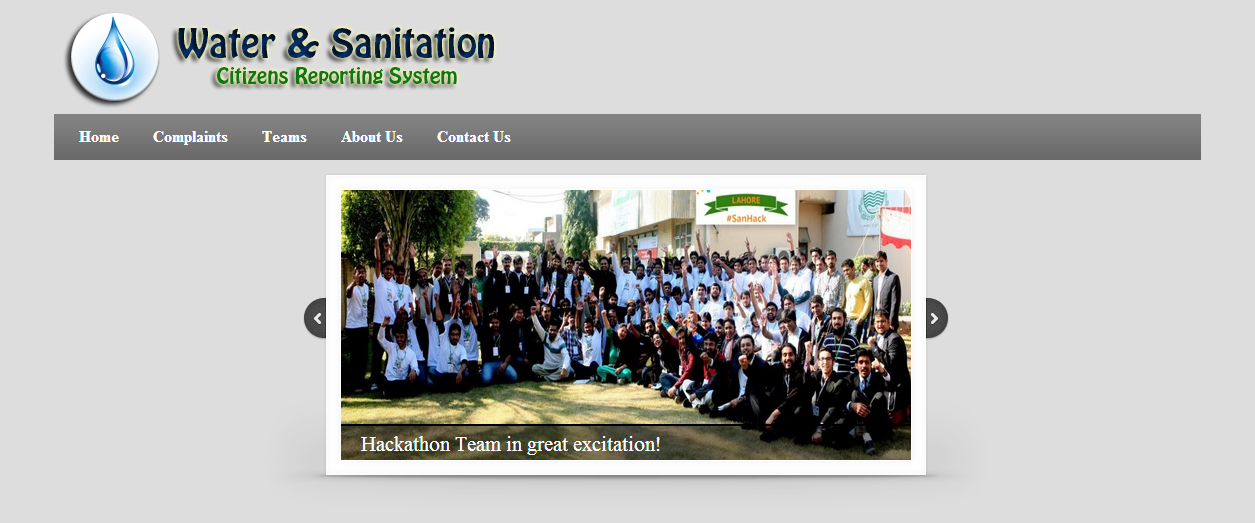 Water & Sanitation
Citizens Reporting System
Home Complaints Teams About Us Contact Us
LAHORE
#SanHack
Hackathon Team in great excitation!